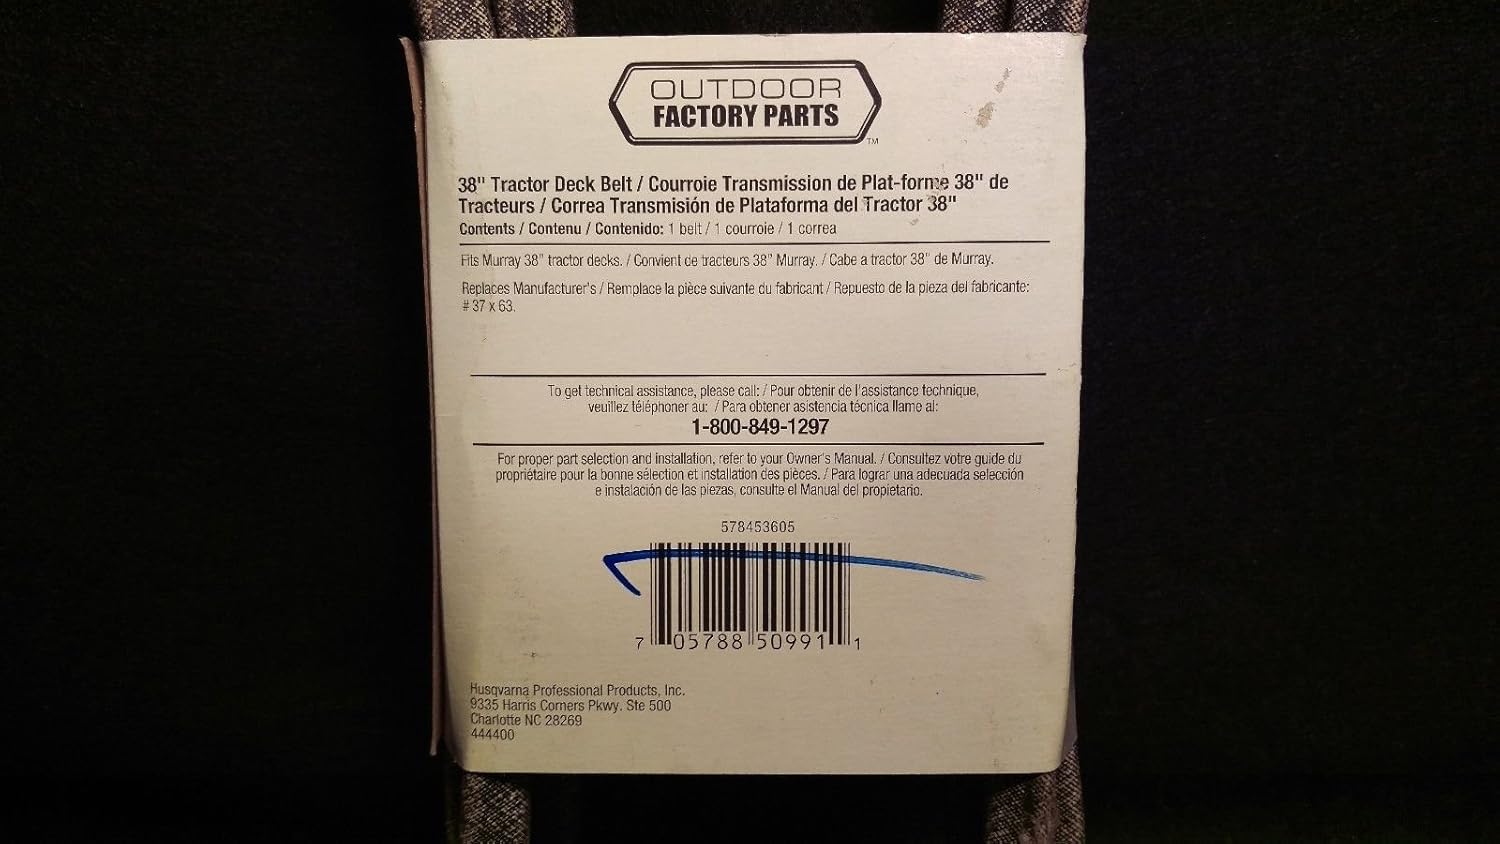 OUTDOOR
FACTORY PARTS
TM
38" Tractor Deck Belt / Courroie Transmission de Plat-forme 38" de
Tracteurs / Correa Transmisión de Plataforma del Tractor 38"
Contents / Contenu / Contenido: 1 belt / 1 courroie / 1 correa
Fits Murray 38" tractor decks. / Convient de tracteurs 38" Murray. / Cabe a tractor 38" de Murray.
Replaces Manufacturer's / Remplace la pièce suivante du fabricant / Repuesto de la pieza del fabricante:
# 37 x 63.
To get technical assistance, please call: / Pour obtenir de l'assistance technique,
veuillez téléphoner au: / Para obtener asistencia técnica llame al:
1-800-849-1297
For proper part selection and installation, refer to your Owner's Manual. / Consultez votre guide du
propriétaire pour la bonne sélection et installation des pièces. / Para lograr una adecuada selección
e instalación de las piezas, consulte el Manual del propietario.
578453605
7 05788 50991 1
Husqvarna Professional Products, Inc.
9335 Harris Corners Pkwy. Ste 500
Charlotte NC 28269
444400